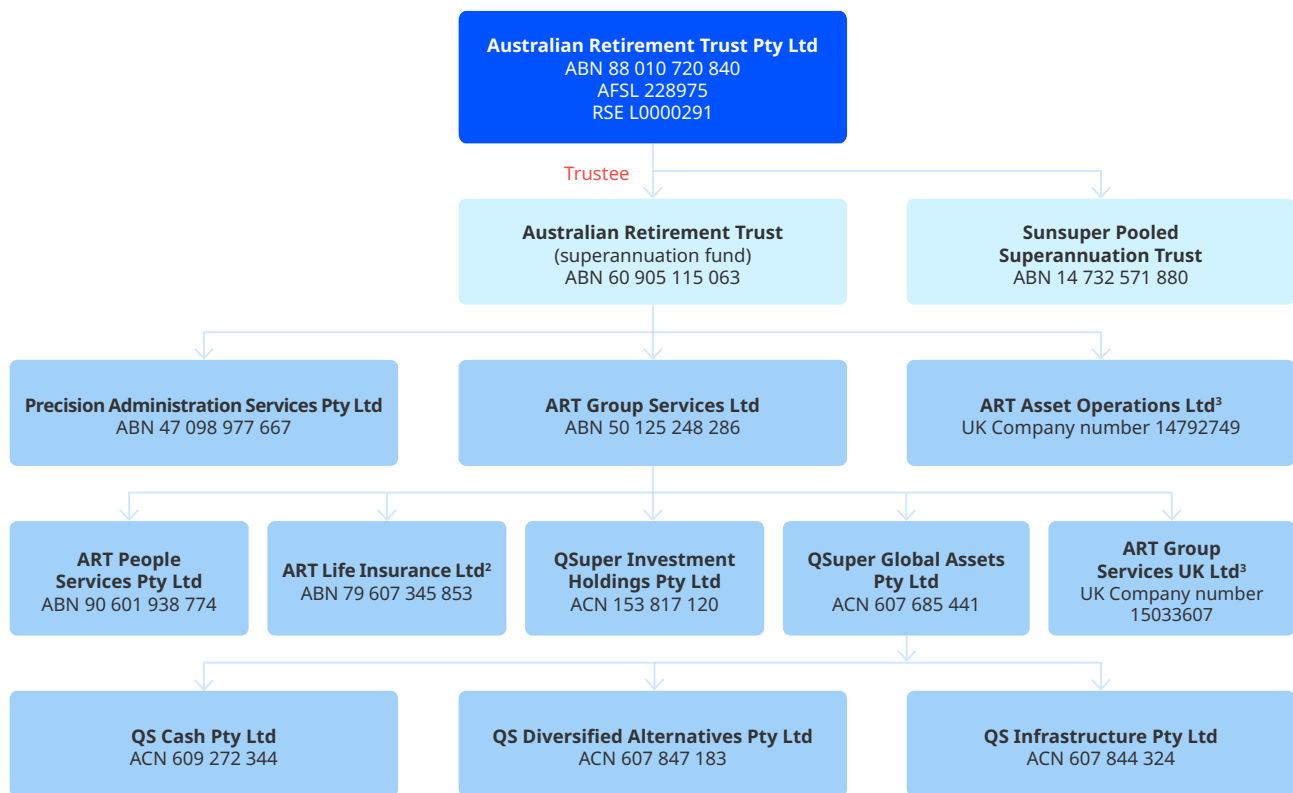 Australian Retirement Trust Pty Ltd
ABN 88 010 720 840
AFSL 228975
RSE L0000291
Trustee
Australian Retirement Trust
(superannuation fund)
ABN 60 905 115 063
Sunsuper Pooled
Superannuation Trust
ABN 14 732 571 880
Precision Administration Services Pty Ltd
ABN 47 098 977 667
ART Group Services Ltd
ABN 50 125 248 286
ART Asset Operations Ltd³
UK Company number 14792749
ART People
Services Pty Ltd
ABN 90 601 938 774
ART Life Insurance Ltd²
ABN 79 607 345 853
QSuper Investment
Holdings Pty Ltd
ACN 153 817 120
QSuper Global Assets
Pty Ltd
ACN 607 685 441
ART Group
Services UK Ltd³
UK Company number
15033607
QS Cash Pty Ltd
ACN 609 272 344
QS Diversified Alternatives Pty Ltd
ACN 607 847 183
QS Infrastructure Pty Ltd
ACN 607 844 324